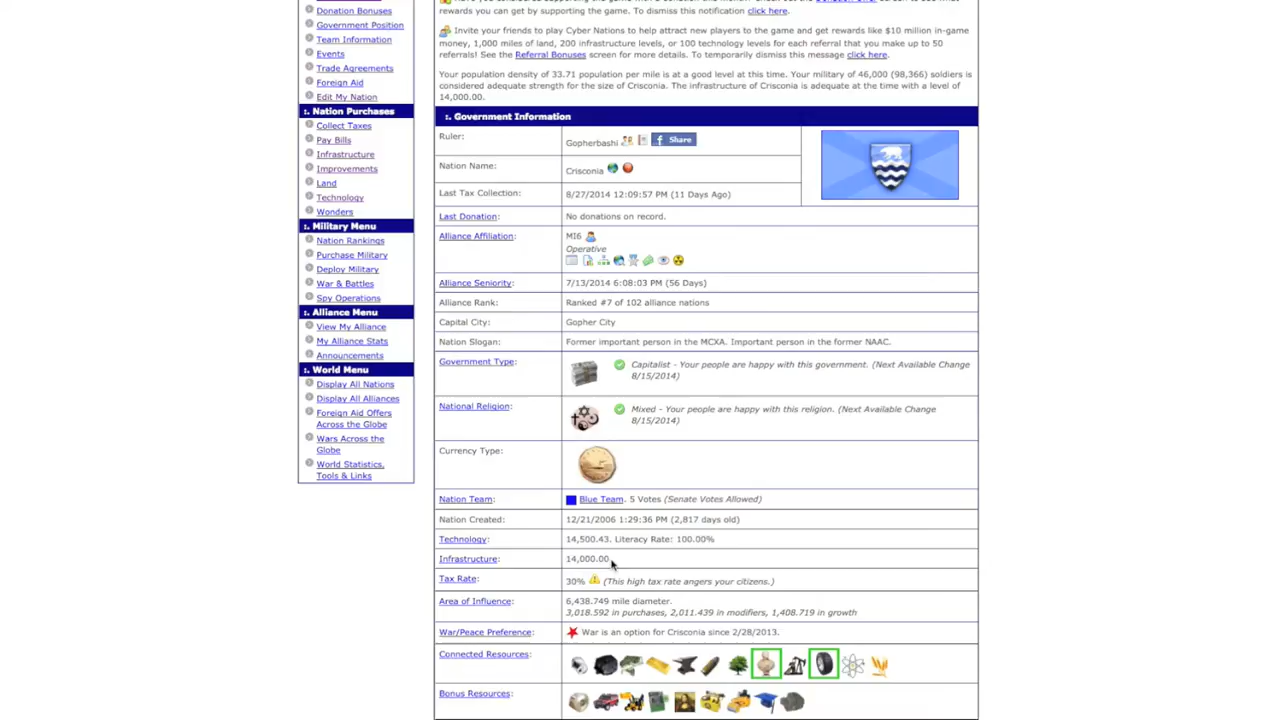 Donation Bonuses
Government Position
Team Information
Events
Trade Agreements
Foreign Aid
Edit My Nation
:. Nation Purchases
Collect Taxes
Pay Bills
Infrastructure
Improvements
Land
Technology
Wonders
:. Military Menu
Nation Rankings
Purchase Military
Deploy Military
War & Battles
Spy Operations
:. Alliance Menu
View My Alliance
My Alliance Stats
Announcements
:. World Menu
Display All Nations
Display All Alliances
Foreign Aid Offers
Across the Globe
Wars Across the
Globe
World Statistics,
Tools & Links
rewards you can get by supporting the game. To dismiss this notification click here.
Invite your friends to play Cyber Nations to help attract new players to the game and get rewards like $10 million in-game
money, 1,000 miles of land, 200 infrastructure levels, or 100 technology levels for each referral that you make up to 50
referrals! See the Referral Bonuses screen for more details. To temporarily dismiss this message click here.
Your population density of 33.71 population per mile is at a good level at this time. Your military of 46,000 (98,366) soldiers is
considered adequate strength for the size of Crisconia. The infrastructure of Crisconia is adequate at the time with a level of
14,000.00.
:. Government Information
Ruler: Gopherbashi Share
Nation Name: Crisconia
Last Tax Collection: 8/27/2014 12:09:57 PM (11 Days Ago)
Last Donation: No donations on record.
Alliance Affiliation: MI6
Operative
Alliance Seniority: 7/13/2014 6:08:03 PM (56 Days)
Alliance Rank: Ranked #7 of 102 alliance nations
Capital City: Gopher City
Nation Slogan: Former important person in the MCXA. Important person in the former NAAC.
Government Type: Capitalist - Your people are happy with this government. (Next Available Change
8/15/2014)
National Religion: Mixed - Your people are happy with this religion. (Next Available Change
8/15/2014)
Currency Type:
Nation Team: Blue Team. 5 Votes (Senate Votes Allowed)
Nation Created: 12/21/2006 1:29:36 PM (2,817 days old)
Technology: 14,500.43. Literacy Rate: 100.00%
Infrastructure: 14,000.00.
Tax Rate: 30% (This high tax rate angers your citizens.)
Area of Influence: 6,438.749 mile diameter.
3,018.592 in purchases, 2,011.439 in modifiers, 1,408.719 in growth
War/Peace Preference: War is an option for Crisconia since 2/28/2013.
Connected Resources:
Bonus Resources: